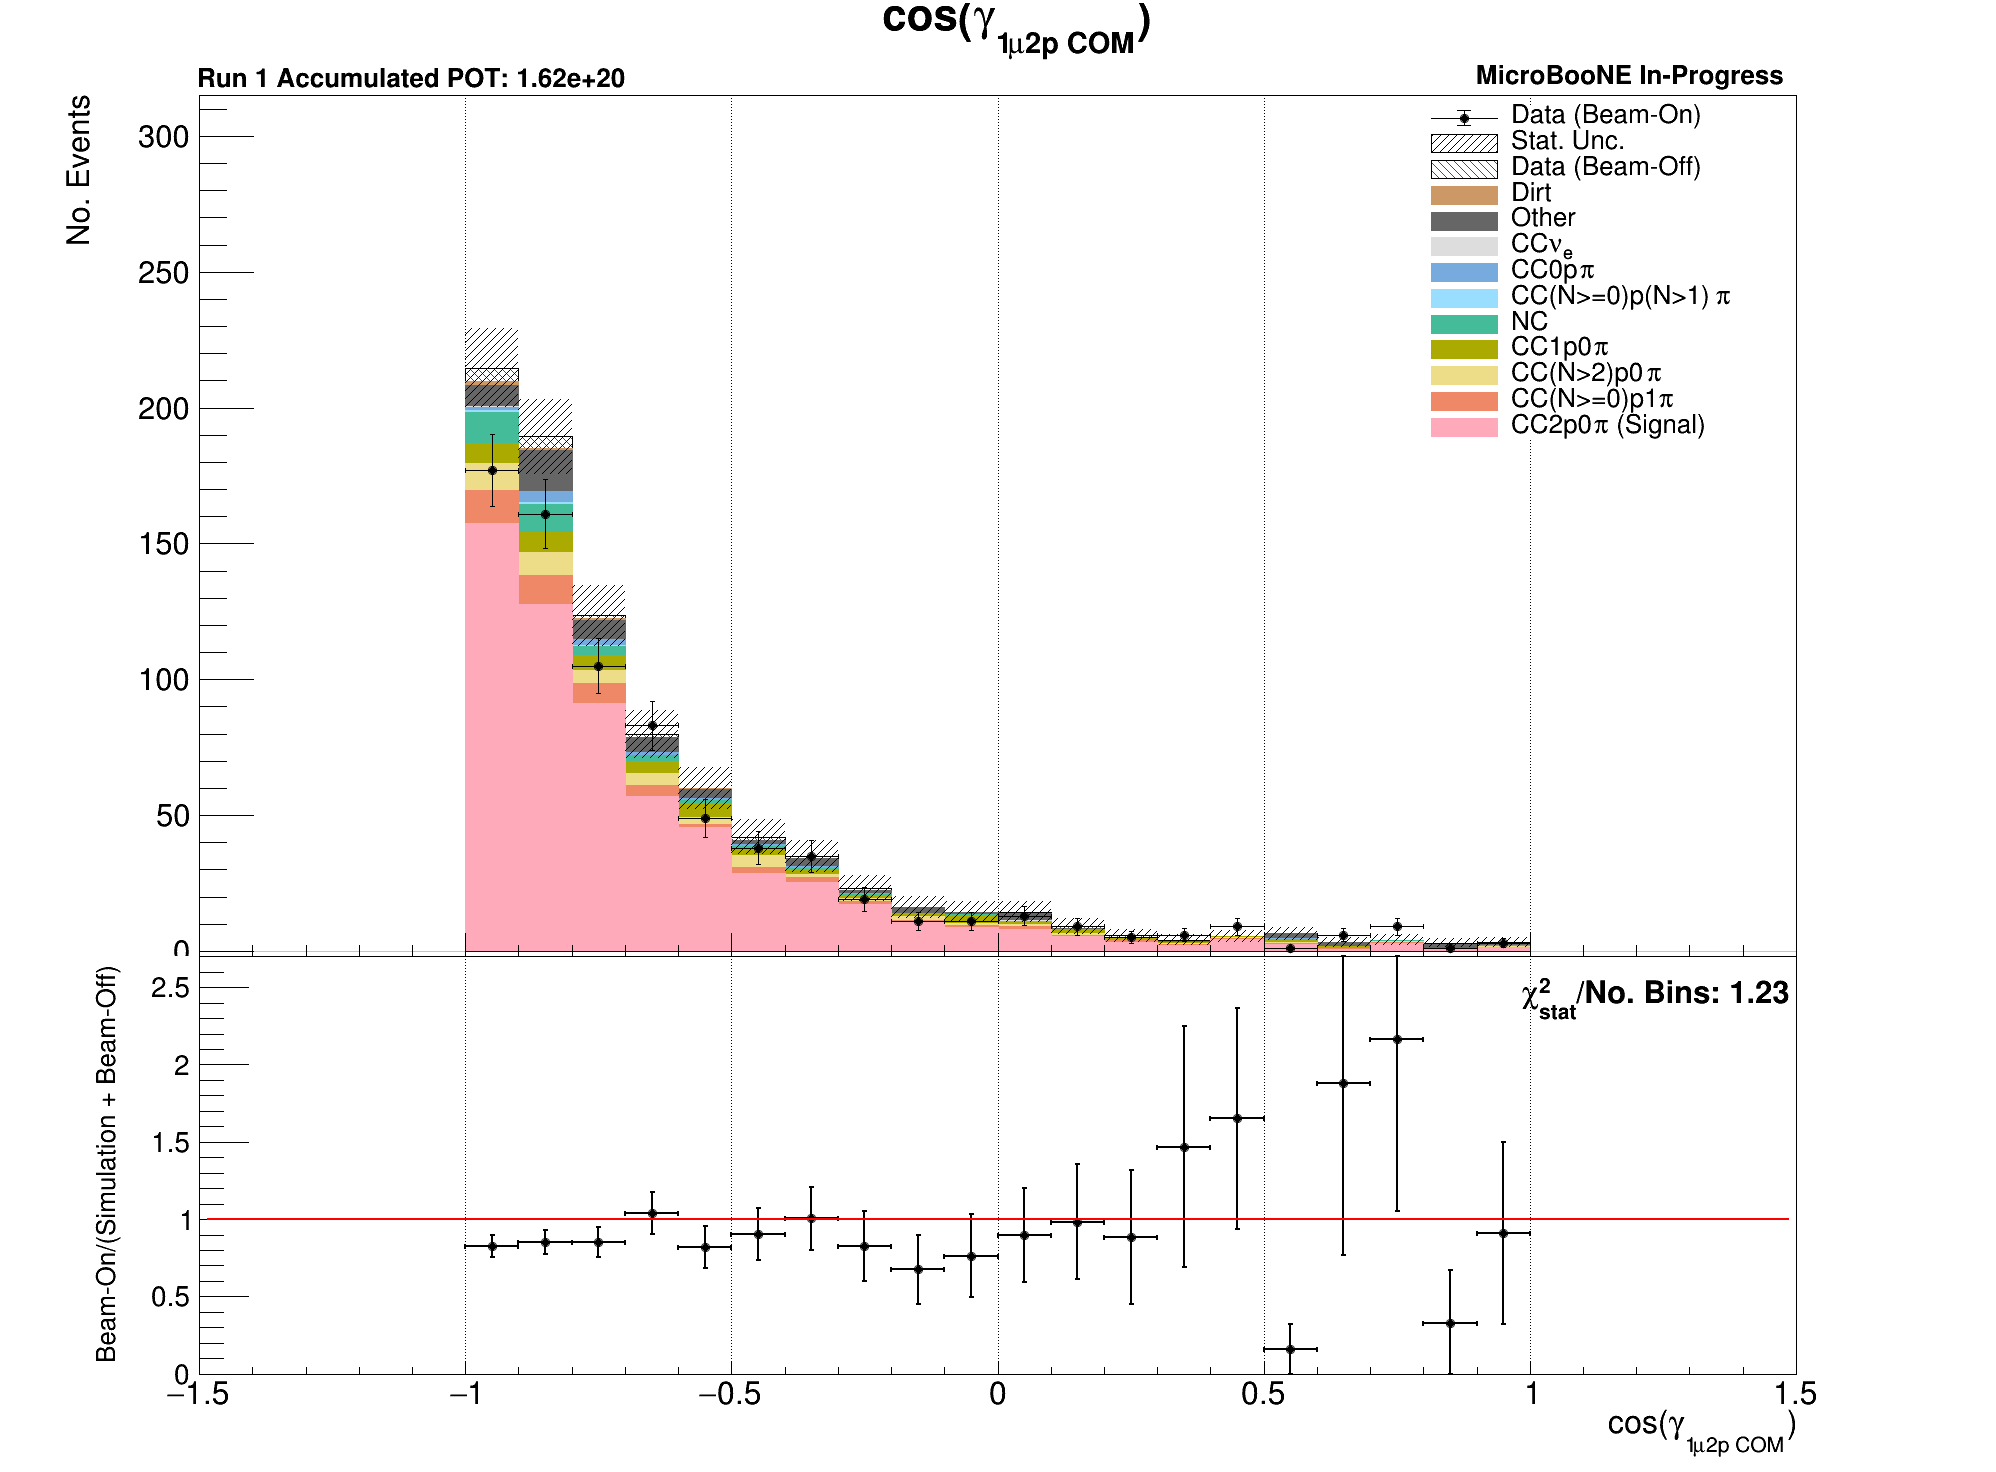 cos(γ1μ2p COM)
Run 1 Accumulated POT: 1.62e+20
MicroBooNE In-Progress
No. Events
300
250
200
150
100
50
0
Data (Beam-On)
Stat. Unc.
Data (Beam-Off)
Dirt
Other
CCνe
CC0pπ
CC(N>=0)p(N>1) π
NC
CC1p0π
CC(N>2)p0π
CC(N>=0)p1π
CC2p0π (Signal)
Beam-On/(Simulation + Beam-Off)
2.5
2
1.5
1
0.5
0
χ²stat/No. Bins: 1.23
−1.5 −1 −0.5 0 0.5 1 1.5
cos(γ1μ2p COM)